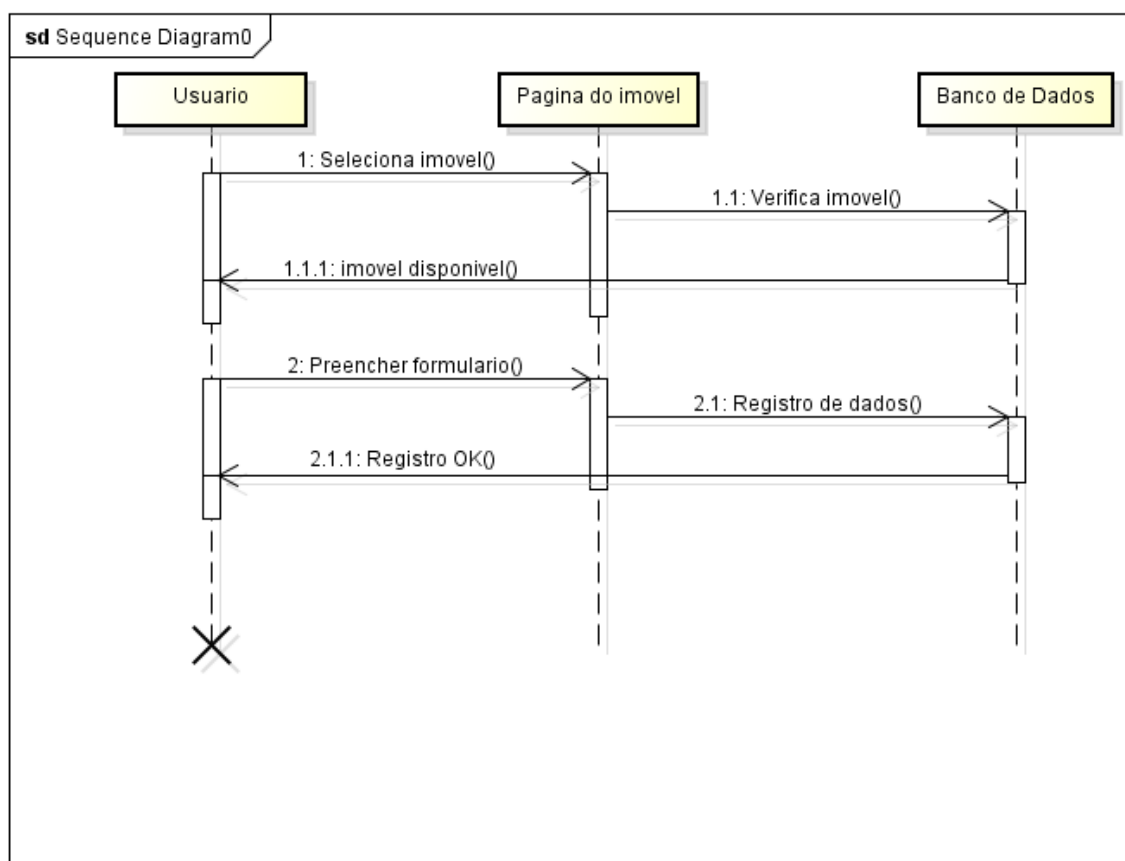 sd Sequence Diagram0
Usuario
Pagina do imovel
Banco de Dados
1: Seleciona imovel()
1.1: Verifica imovel()
1.1.1: imovel disponivel()
2: Preencher formulario()
2.1: Registro de dados()
2.1.1: Registro OK()